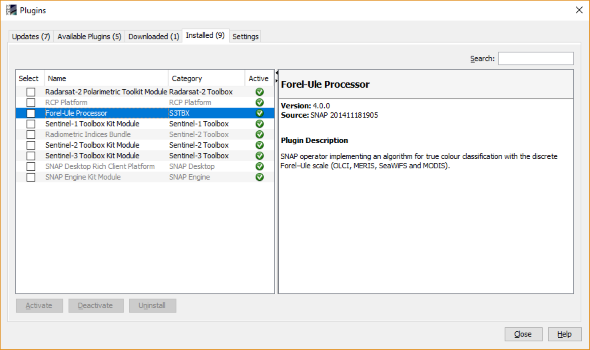 Plugins
Updates (7) Available Plugins (5) Downloaded (1) Installed (9) Settings
Search:
Select Name Category Active
Radarsat-2 Polarimetric Toolkit Module Radarsat-2 Toolbox
RCP Platform RCP Platform
Forel-Ule Processor S3TBX
Sentinel-1 Toolbox Kit Module Sentinel-1 Toolbox
Radiometric Indices Bundle Sentinel-2 Toolbox
Sentinel-2 Toolbox Kit Module Sentinel-2 Toolbox
Sentinel-3 Toolbox Kit Module Sentinel-3 Toolbox
SNAP Desktop Rich Client Platform SNAP Desktop
SNAP Engine Kit Module SNAP Engine
Forel-Ule Processor
Version: 4.0.0
Source: SNAP 201411181905
Plugin Description
SNAP operator implementing an algorithm for true colour classification with the discrete
Forel–Ule scale (OLCI, MERIS, SeaWiFS and MODIS).
Activate Deactivate Uninstall
Close Help